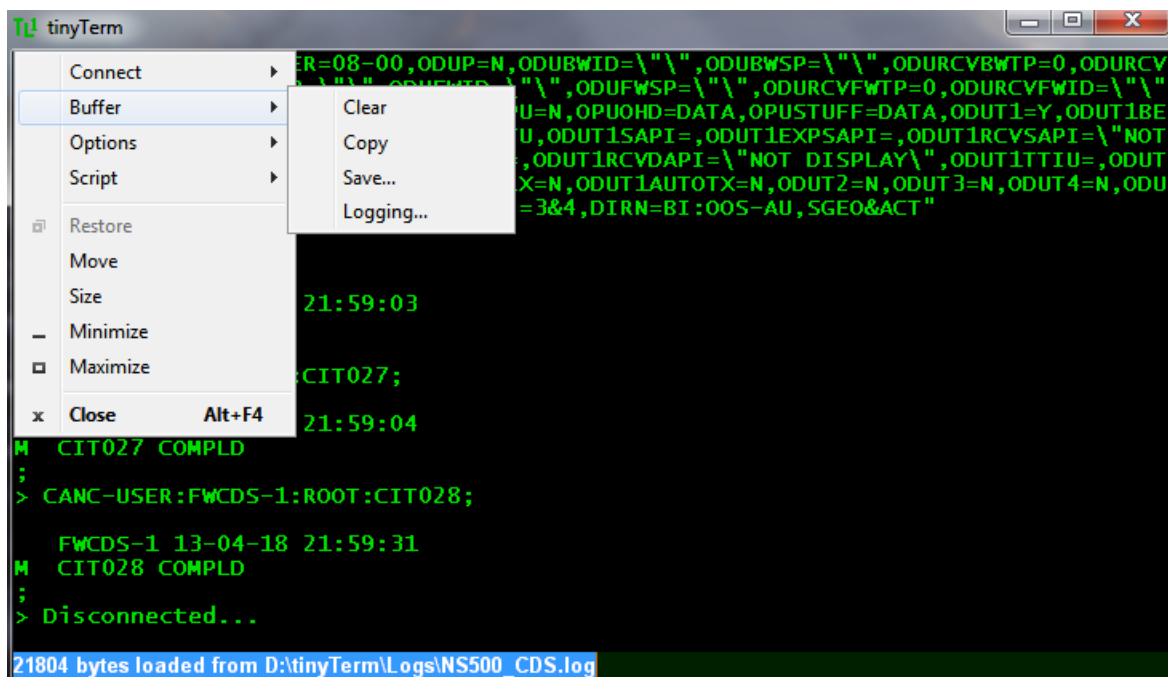 TL1 tinyTerm
ER=08-00,ODUP=N,ODUBWID=\"\",ODUBWSP=\"\",ODURCVBWTP=0,ODURCV
\"\",ODUFWSP=\"\",ODURCVFWTP=0,ODURCVFWID=\"\"
U=N,OPUOHD=DATA,OPUSTUFF=DATA,ODUT1=Y,ODUT1BE
U,ODUT1SAPI=,ODUT1EXPSAPI=,ODUT1RCVSAPI=\"NOT
,ODUT1RCVDAPI=\"NOT DISPLAY\",ODUT1TTIU=,ODUT
X=N,ODUT1AUTOTX=N,ODUT2=N,ODUT3=N,ODUT4=N,ODU
=3&4,DIRN=BI:OOS-AU,SGEO&ACT"
Connect
Buffer
Options
Script
Restore
Move
Size
Minimize
Maximize
Close Alt+F4
Clear
Copy
Save...
Logging...
21:59:03
:CIT027;
21:59:04
M CIT027 COMPLD
;
> CANC-USER:FWCDS-1:ROOT:CIT028;
FWCDS-1 13-04-18 21:59:31
M CIT028 COMPLD
;
> Disconnected...
21804 bytes loaded from D:\tinyTerm\Logs\NS500_CDS.log